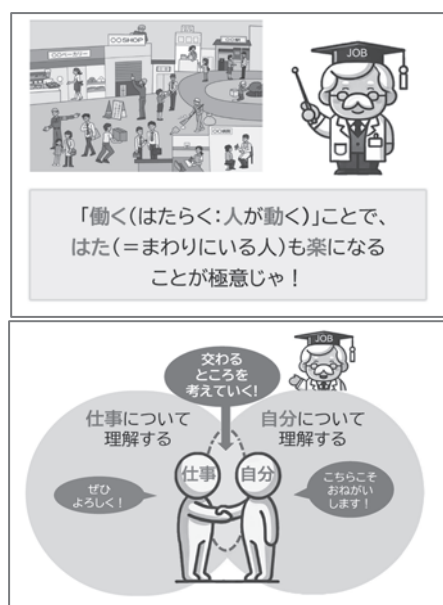 ○○ベーカリー
○○SHOP
JOB
「働く(はたらく:人が動く)」ことで、
はた(=まわりにいる人)も楽になる
ことが極意じゃ!
JOB
交わる
ところを
考えていく!
仕事について
理解する
自分について
理解する
仕事
自分
ぜひ
よろしく!
こちらこそ
おねがい
します!